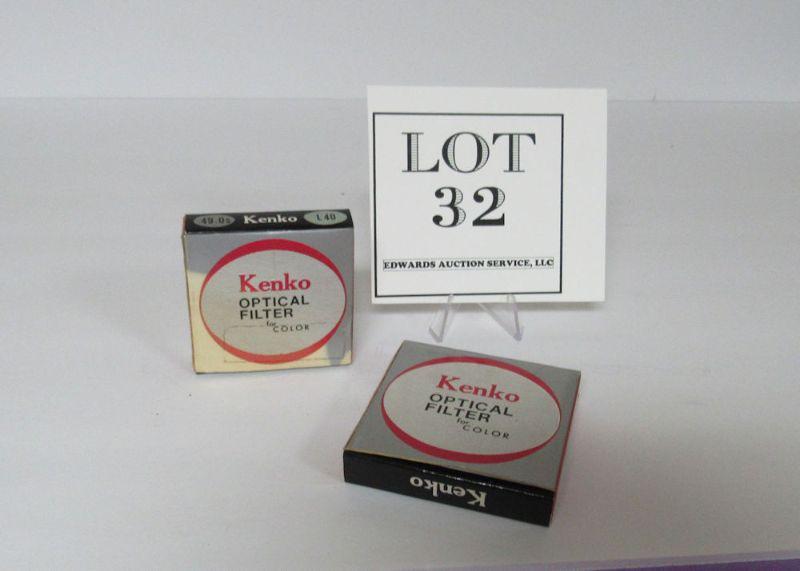 LOT
32
EDWARDS AUCTION SERVICE, LLC
49.0s Kenko L40
Kenko
OPTICAL
FILTER
for COLOR
Kenko
OPTICAL
FILTER
for COLOR
Kenko